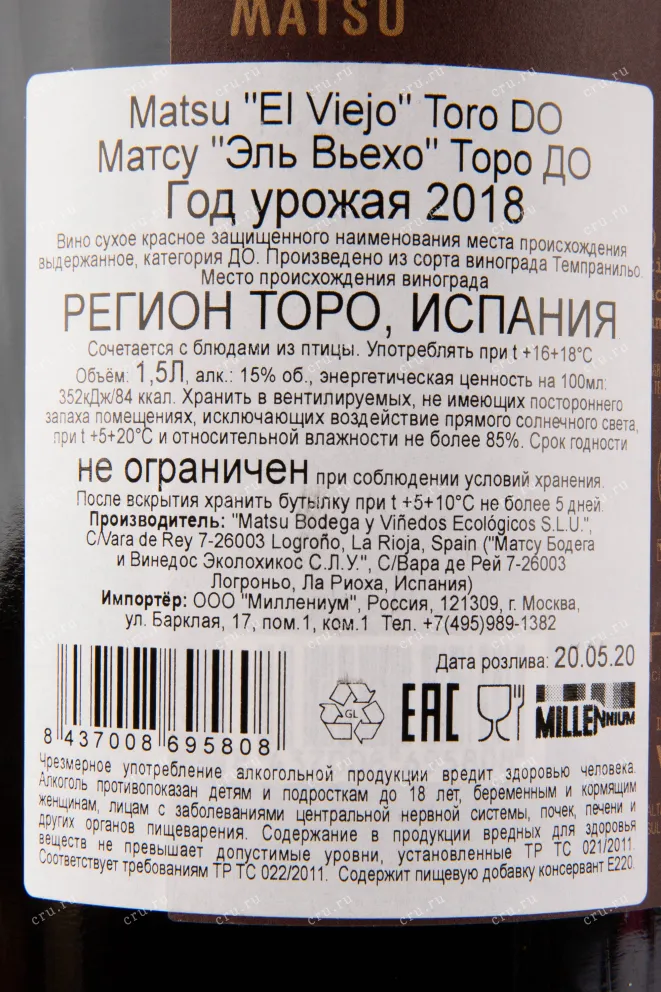 MATSU
Matsu "El Viejo" Toro DO
Матсу "Эль Вьехо" Торо ДО
Год урожая 2018
Вино сухое красное защищенного наименования места происхождения
выдержанное, категория ДО. Произведено из сорта винограда Темпранильо.
Место происхождения винограда
РЕГИОН ТОРО, ИСПАНИЯ
Сочетается с блюдами из птицы. Употреблять при t +16+18°C
Объём: 1,5Л, алк.: 15% об., энергетическая ценность на 100мл:
352кДж/84 ккал. Хранить в вентилируемых, не имеющих постороннего
запаха помещениях, исключающих воздействие прямого солнечного света,
при t +5+20°C и относительной влажности не более 85%. Срок годности
не ограничен при соблюдении условий хранения.
После вскрытия хранить бутылку при t +5+10°C не более 5 дней.
Производитель: "Matsu Bodega y Viñedos Ecológicos S.L.U.",
C/Vara de Rey 7-26003 Logroño, La Rioja, Spain ("Матсу Бодега
и Винедос Эколохикос С.Л.У.", С/Вара де Рей 7-26003
Логроньо, Ла Риоха, Испания)
Импортёр: ООО "Миллениум", Россия, 121309, г. Москва,
ул. Барклая, 17, пом.1, ком.1 Тел. +7(495)989-1382
Дата розлива: 20.05.20
GL
EAC
MILLENNIUM
8 437008 695808
Чрезмерное употребление алкогольной продукции вредит здоровью человека.
Алкоголь противопоказан детям и подросткам до 18 лет, беременным и кормящим
женщинам, лицам с заболеваниями центральной нервной системы, почек, печени и
других органов пищеварения. Содержание в продукции вредных для здоровья
веществ не превышает допустимые уровни, установленные ТР ТС 021/2011.
Соответствует требованиям ТР ТС 022/2011. Содержит пищевую добавку консервант Е220.
cru.ru